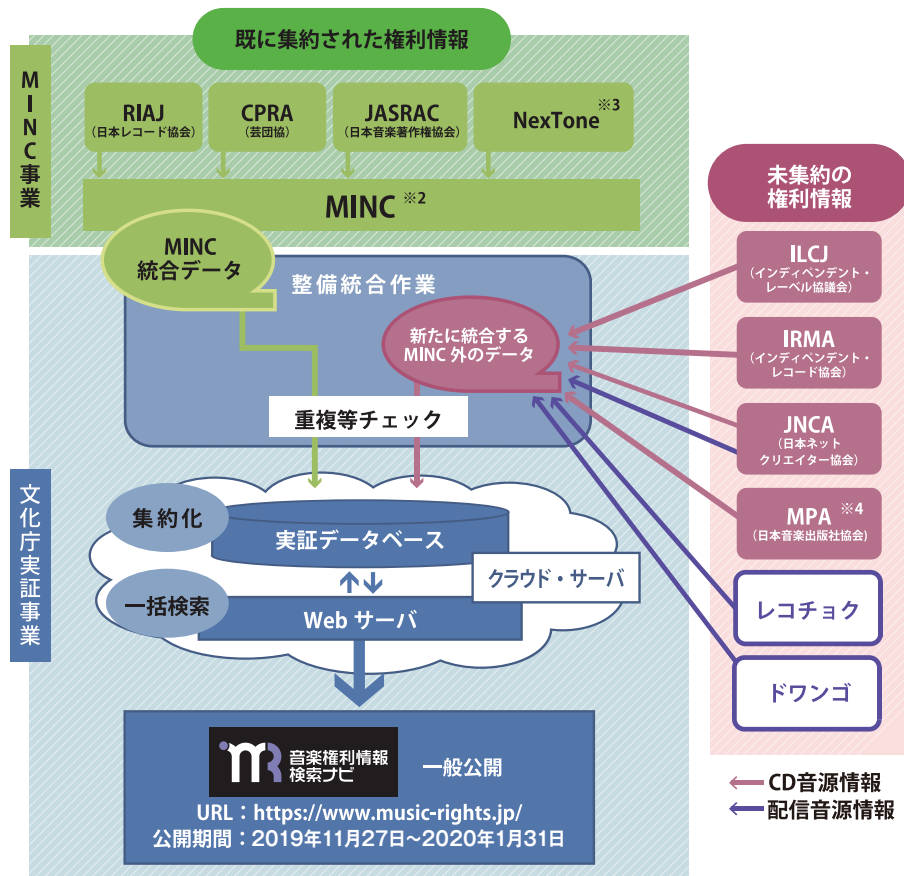 既に集約された権利情報
MINC事業
RIAJ
（日本レコード協会）
CPRA
（芸団協）
JASRAC
（日本音楽著作権協会）
NexTone ※3
MINC ※2
MINC
統合データ
整備統合作業
新たに統合する
MINC 外のデータ
重複等チェック
未集約の
権利情報
ILCJ
（インディペンデント・
レーベル協議会）
IRMA
（インディペンデント・
レコード協会）
JNCA
（日本ネット
クリエイター協会）
MPA ※4
（日本音楽出版社協会）
レコチョク
ドワンゴ
文化庁実証事業
集約化
実証データベース
クラウド・サーバ
一括検索
Web サーバ
mR 音楽権利情報
検索ナビ
一般公開
URL：https://www.music-rights.jp/
公開期間：2019年11月27日～2020年1月31日
CD音源情報
配信音源情報